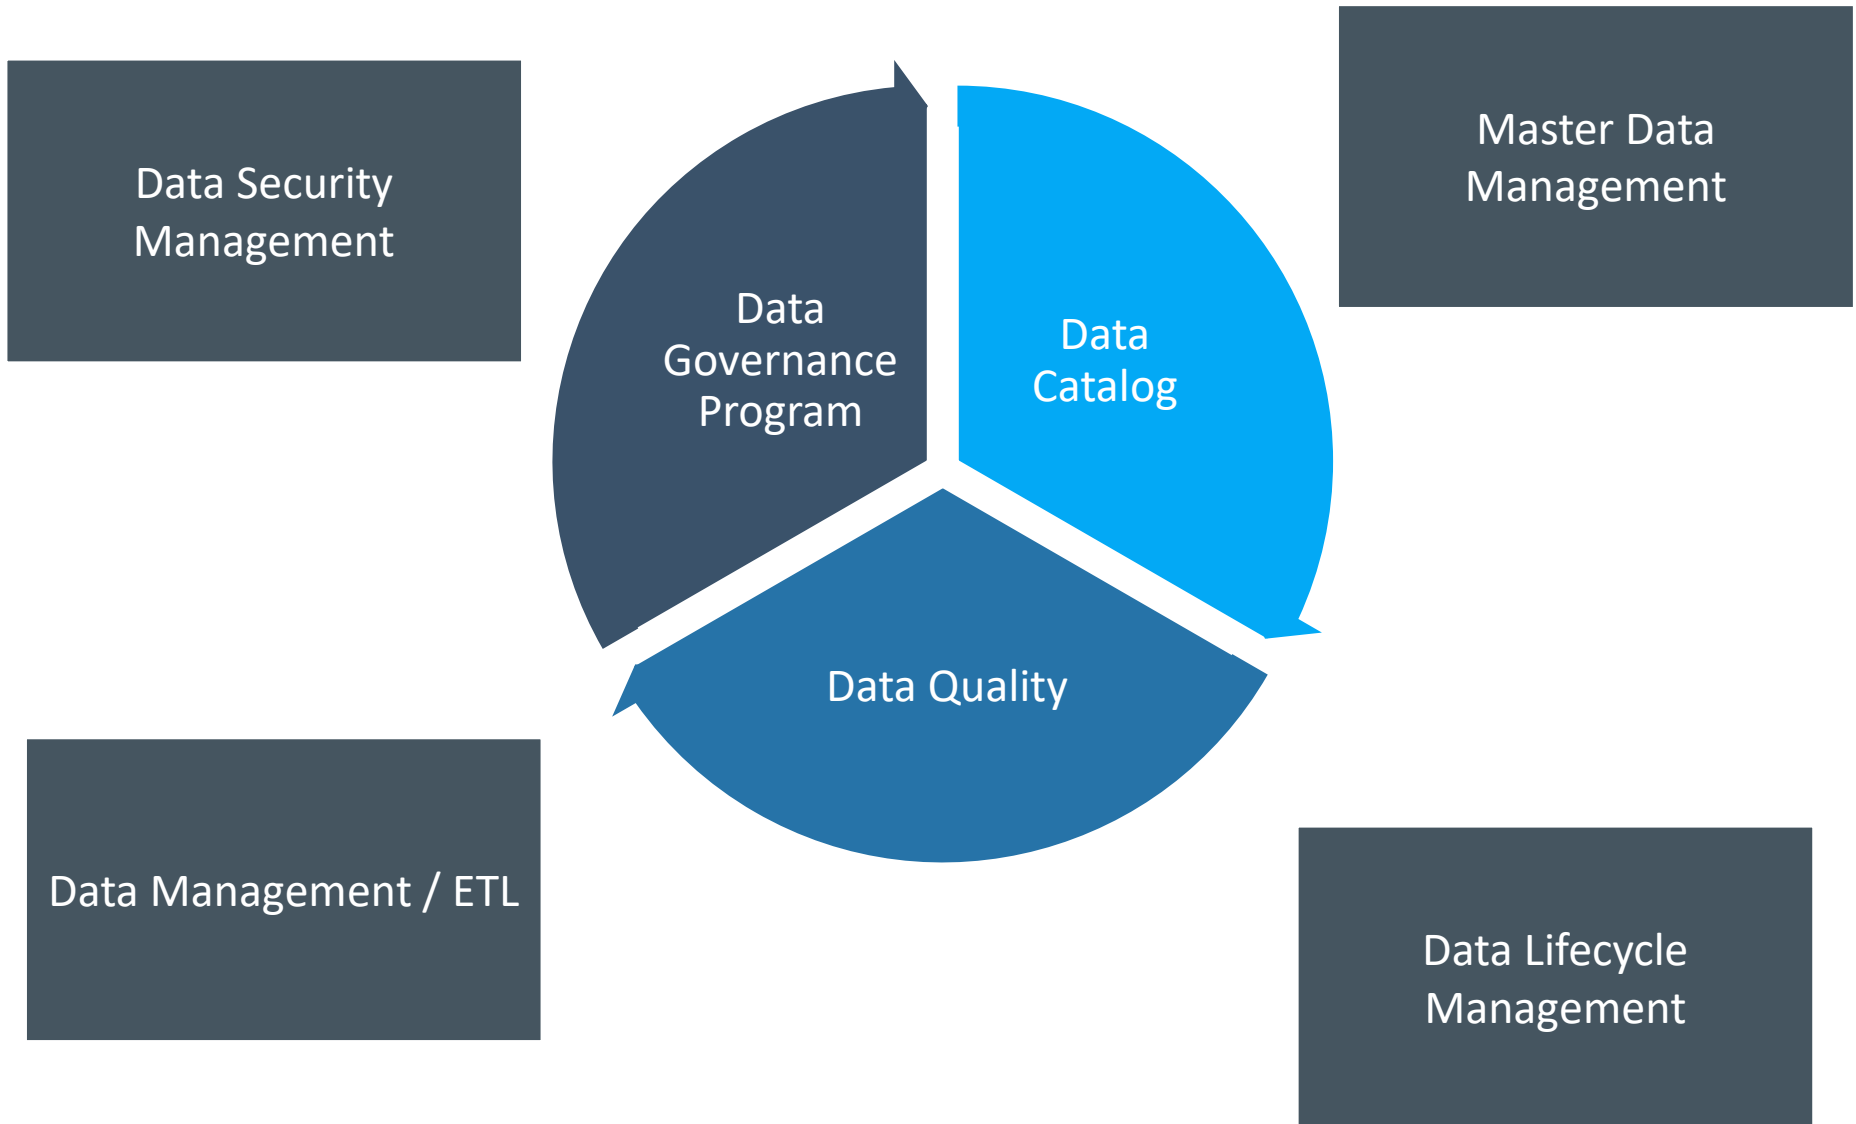 Data Security
Management
Master Data
Management
Data
Governance
Program
Data
Catalog
Data Quality
Data Management / ETL
Data Lifecycle
Management